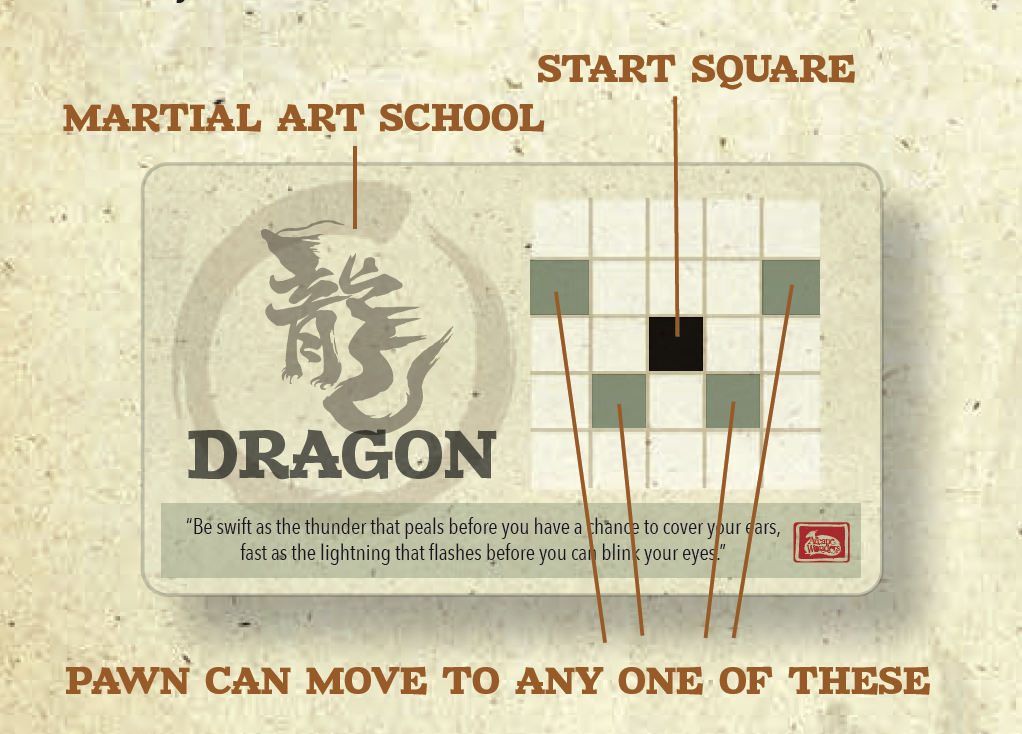 START SQUARE
MARTIAL ART SCHOOL
龍
DRAGON
“Be swift as the thunder that peals before you have a chance to cover your ears,
fast as the lightning that flashes before you can blink your eyes.”
Arcane
Wonders
PAWN CAN MOVE TO ANY ONE OF THESE